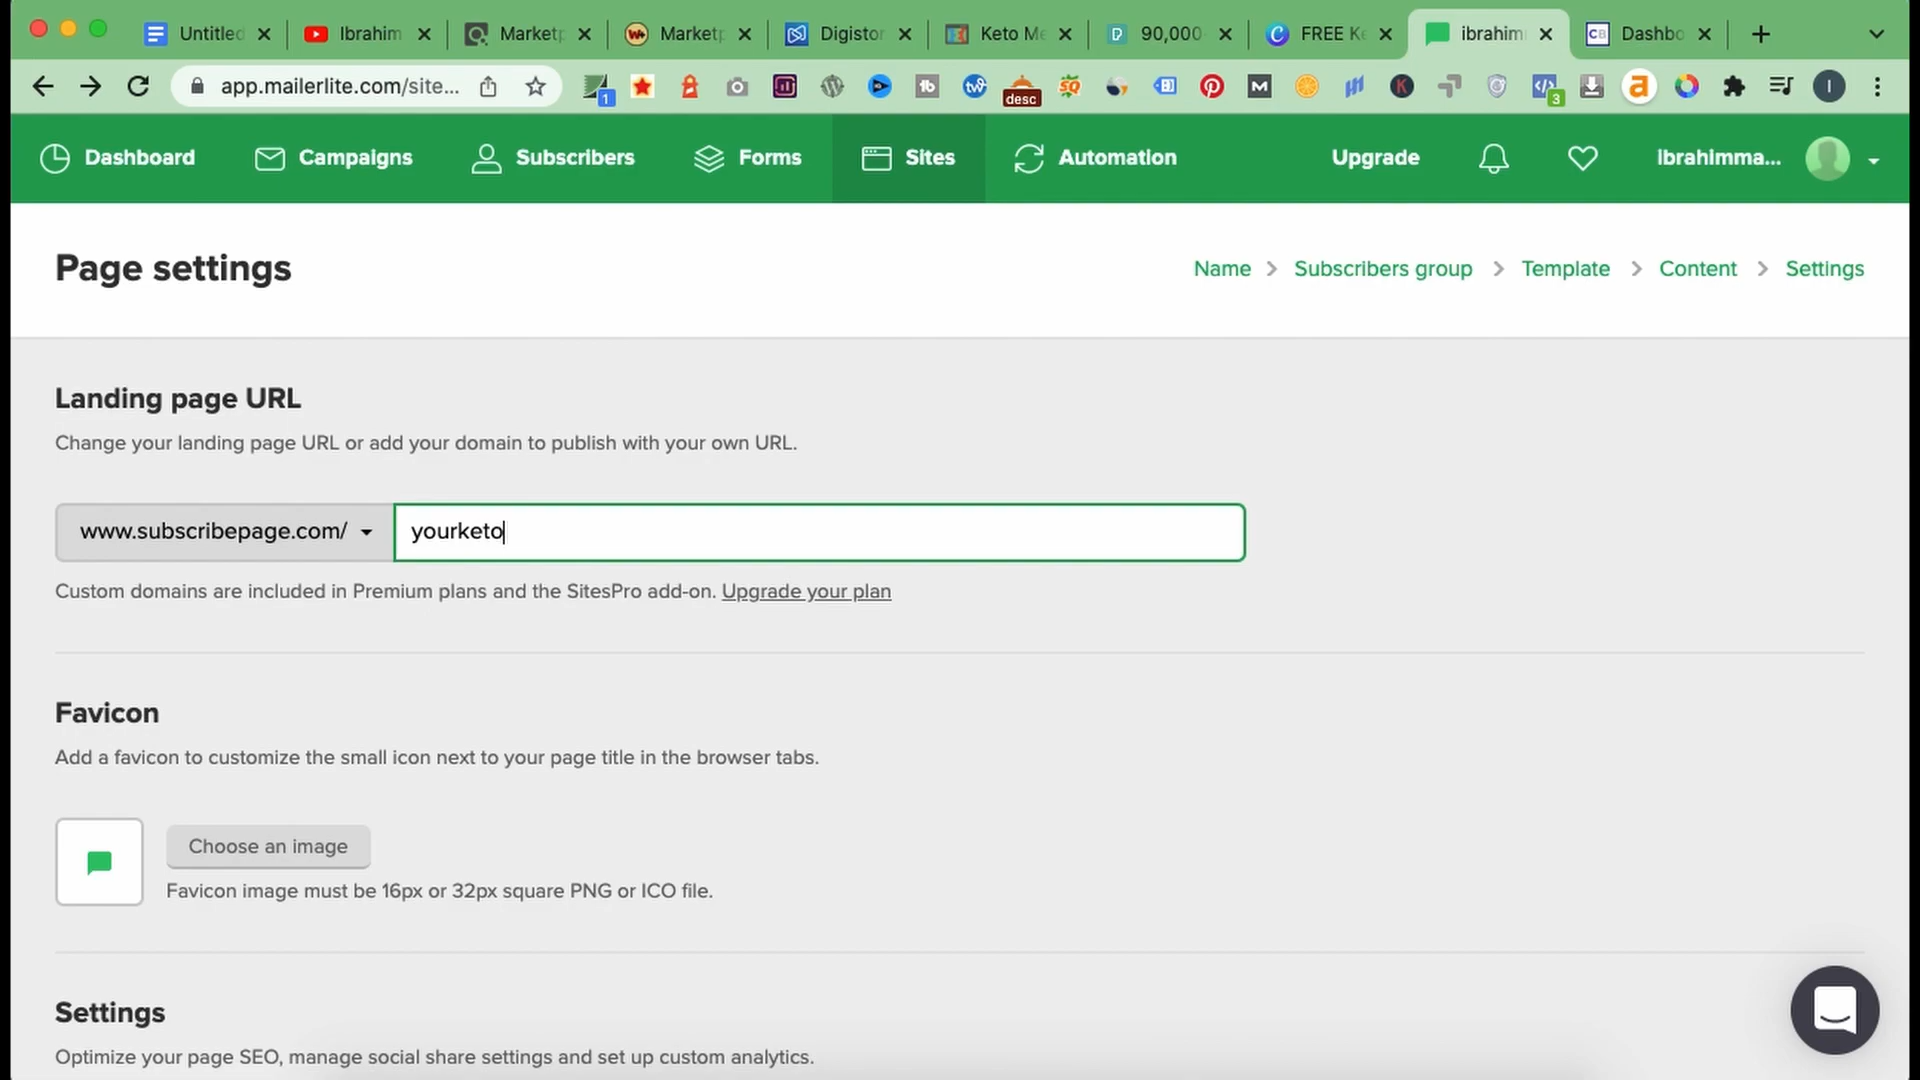 Untitled Ibrahim Marketp Marketp Digistor Keto Me 90,000 FREE Ke ibrahim Dashbo
app.mailerlite.com/site...
1 desc 3
Dashboard Campaigns Subscribers Forms Sites Automation Upgrade Ibrahimma...
Page settings
Name > Subscribers group > Template > Content > Settings
Landing page URL
Change your landing page URL or add your domain to publish with your own URL.
www.subscribepage.com/ yourketo
Custom domains are included in Premium plans and the SitesPro add-on. Upgrade your plan
Favicon
Add a favicon to customize the small icon next to your page title in the browser tabs.
Choose an image
Favicon image must be 16px or 32px square PNG or ICO file.
Settings
Optimize your page SEO, manage social share settings and set up custom analytics.